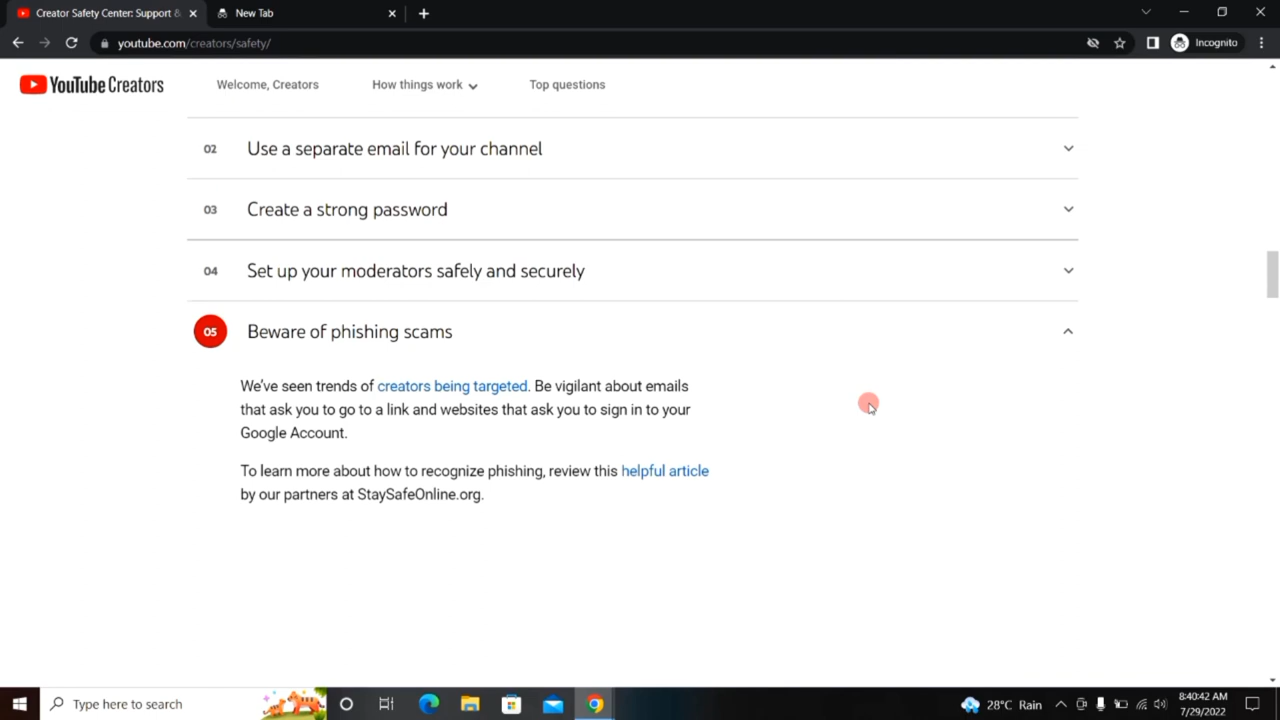 Creator Safety Center: Support &
New Tab
youtube.com/creators/safety/
Incognito
YouTube Creators
Welcome, Creators
How things work
Top questions
02 Use a separate email for your channel
03 Create a strong password
04 Set up your moderators safely and securely
05 Beware of phishing scams
We've seen trends of creators being targeted. Be vigilant about emails
that ask you to go to a link and websites that ask you to sign in to your
Google Account.
To learn more about how to recognize phishing, review this helpful article
by our partners at StaySafeOnline.org.
Type here to search
28°C Rain
8:40:42 AM
7/29/2022